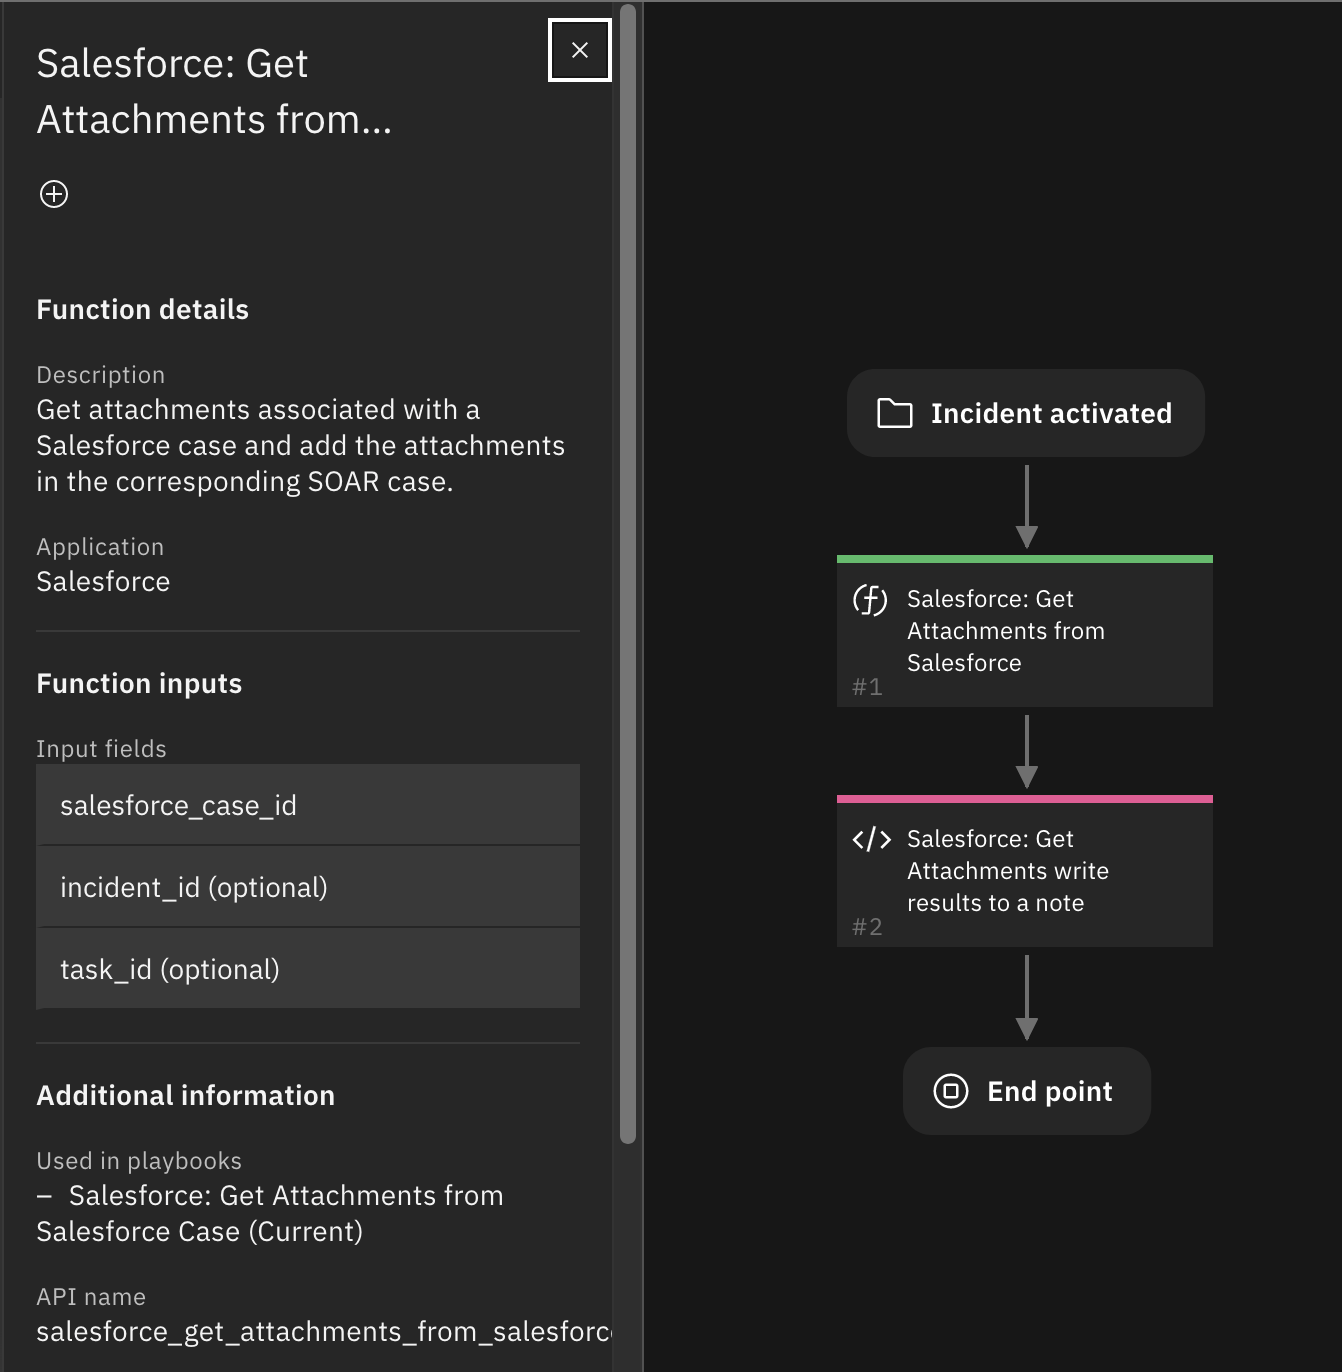 Salesforce: Get
Attachments from...
Function details
Description
Get attachments associated with a
Salesforce case and add the attachments
in the corresponding SOAR case.
Application
Salesforce
Function inputs
Input fields
salesforce_case_id
incident_id (optional)
task_id (optional)
Additional information
Used in playbooks
– Salesforce: Get Attachments from
Salesforce Case (Current)
API name
salesforce_get_attachments_from_salesforc
Incident activated
Salesforce: Get
Attachments from
Salesforce
#1
Salesforce: Get
Attachments write
results to a note
#2
End point